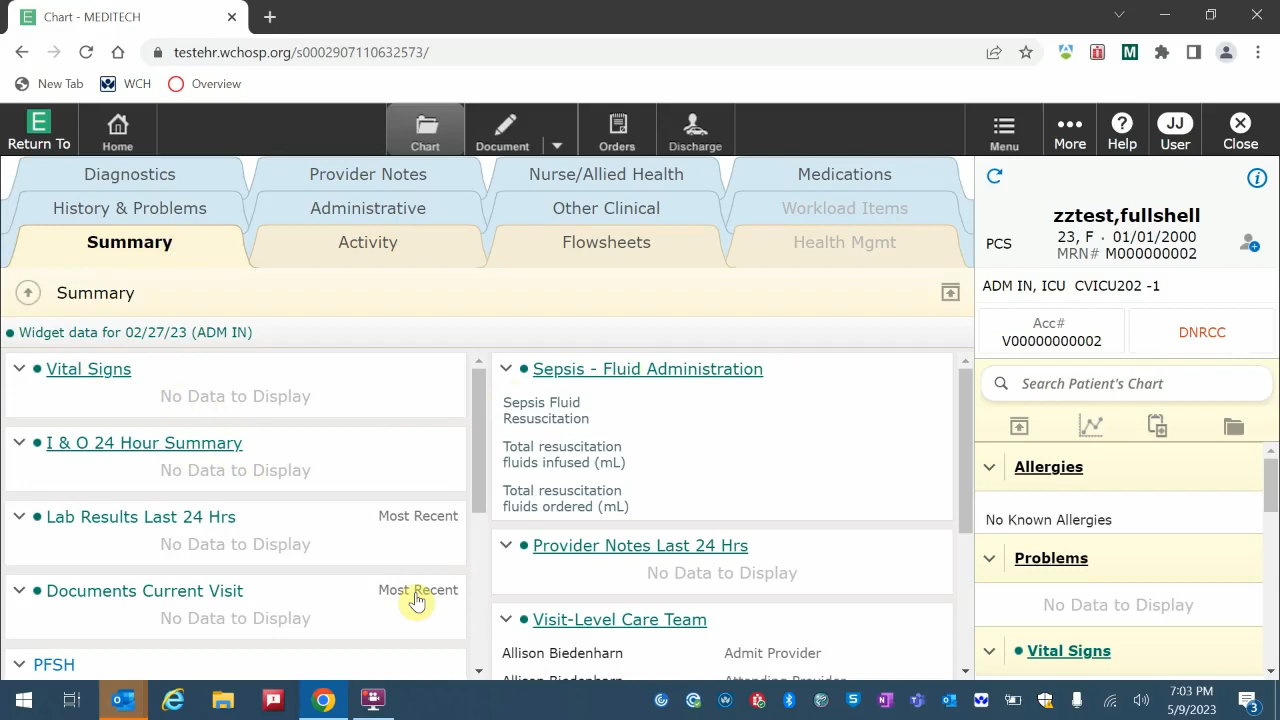 Chart - MEDITECH
testehr.wchosp.org/s0002907110632573/
New Tab WCH Overview
Return To Home Chart Document Orders Discharge Menu More Help JJ User Close
Diagnostics Provider Notes Nurse/Allied Health Medications
History & Problems Administrative Other Clinical Workload Items
Summary Activity Flowsheets Health Mgmt
Summary
Widget data for 02/27/23 (ADM IN)
Vital Signs
No Data to Display
I & O 24 Hour Summary
No Data to Display
Lab Results Last 24 Hrs Most Recent
No Data to Display
Documents Current Visit Most Recent
No Data to Display
PFSH
Sepsis - Fluid Administration
Sepsis Fluid
Resuscitation
Total resuscitation
fluids infused (mL)
Total resuscitation
fluids ordered (mL)
Provider Notes Last 24 Hrs
No Data to Display
Visit-Level Care Team
Allison Biedenharn Admit Provider
Allison Biedenharn Attending Provider
zztest,fullshell
PCS
23, F · 01/01/2000
MRN# M000000002
ADM IN, ICU CVICU202 -1
Acc#
V00000000002
DNRCC
Search Patient's Chart
Allergies
No Known Allergies
Problems
No Data to Display
Vital Signs
7:03 PM
5/9/2023
3